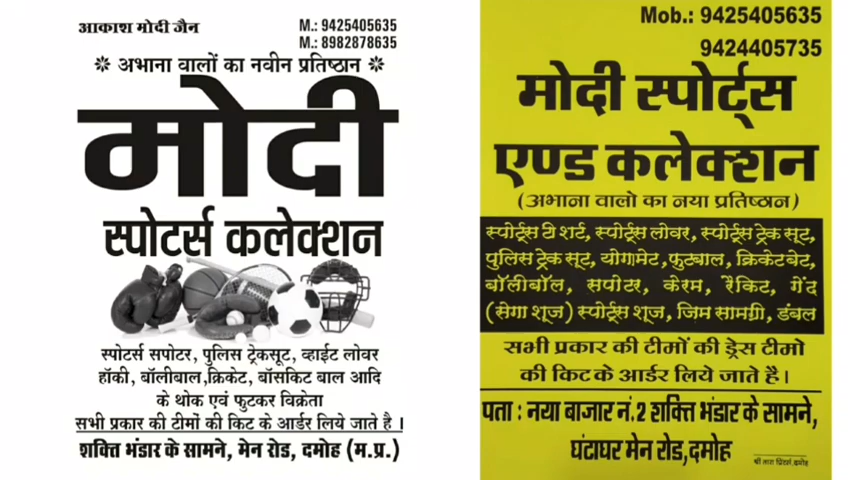 आकाश मोदी जैन
M.: 9425405635
M.: 8982878635
अभाना वालों का नवीन प्रतिष्ठान
मोदी
स्पोटर्स कलेक्शन
स्पोटर्स सपोटर, पुलिस ट्रेकसूट, व्हाईट लोवर
हॉकी, बॉलीबाल,क्रिकेट, बॉसकिट बाल आदि
के थोक एवं फुटकर विक्रेता
सभी प्रकार की टीमों की किट के आर्डर लिये जाते है ।
शक्ति भंडार के सामने, मेन रोड, दमोह (म.प्र.)
Mob.: 9425405635
9424405735
मोदी स्पोर्ट्स
एण्ड कलेक्शन
(अभाना वालो का नया प्रतिष्ठान)
स्पोर्ट्स टी शर्ट, स्पोर्ट्स लोवर, स्पोर्ट्स ट्रेक सूट,
पुलिस ट्रेक सूट, योगामेट, फुटबाल, क्रिकेटबेट,
बॉलीबॉल, सपोटर, केरम, रैकिट, गेंद
(सेगा शूज) स्पोर्ट्स शूज, जिम सामग्री, डंबल
सभी प्रकार की टीमों की ड्रेस टीमो
की किट के आर्डर लिये जाते है।
पता : नया बाजार नं.2 शक्ति भंडार के सामने,
घंटाघर मेन रोड,दमोह
श्री तारा प्रिंटर्स,दमोह